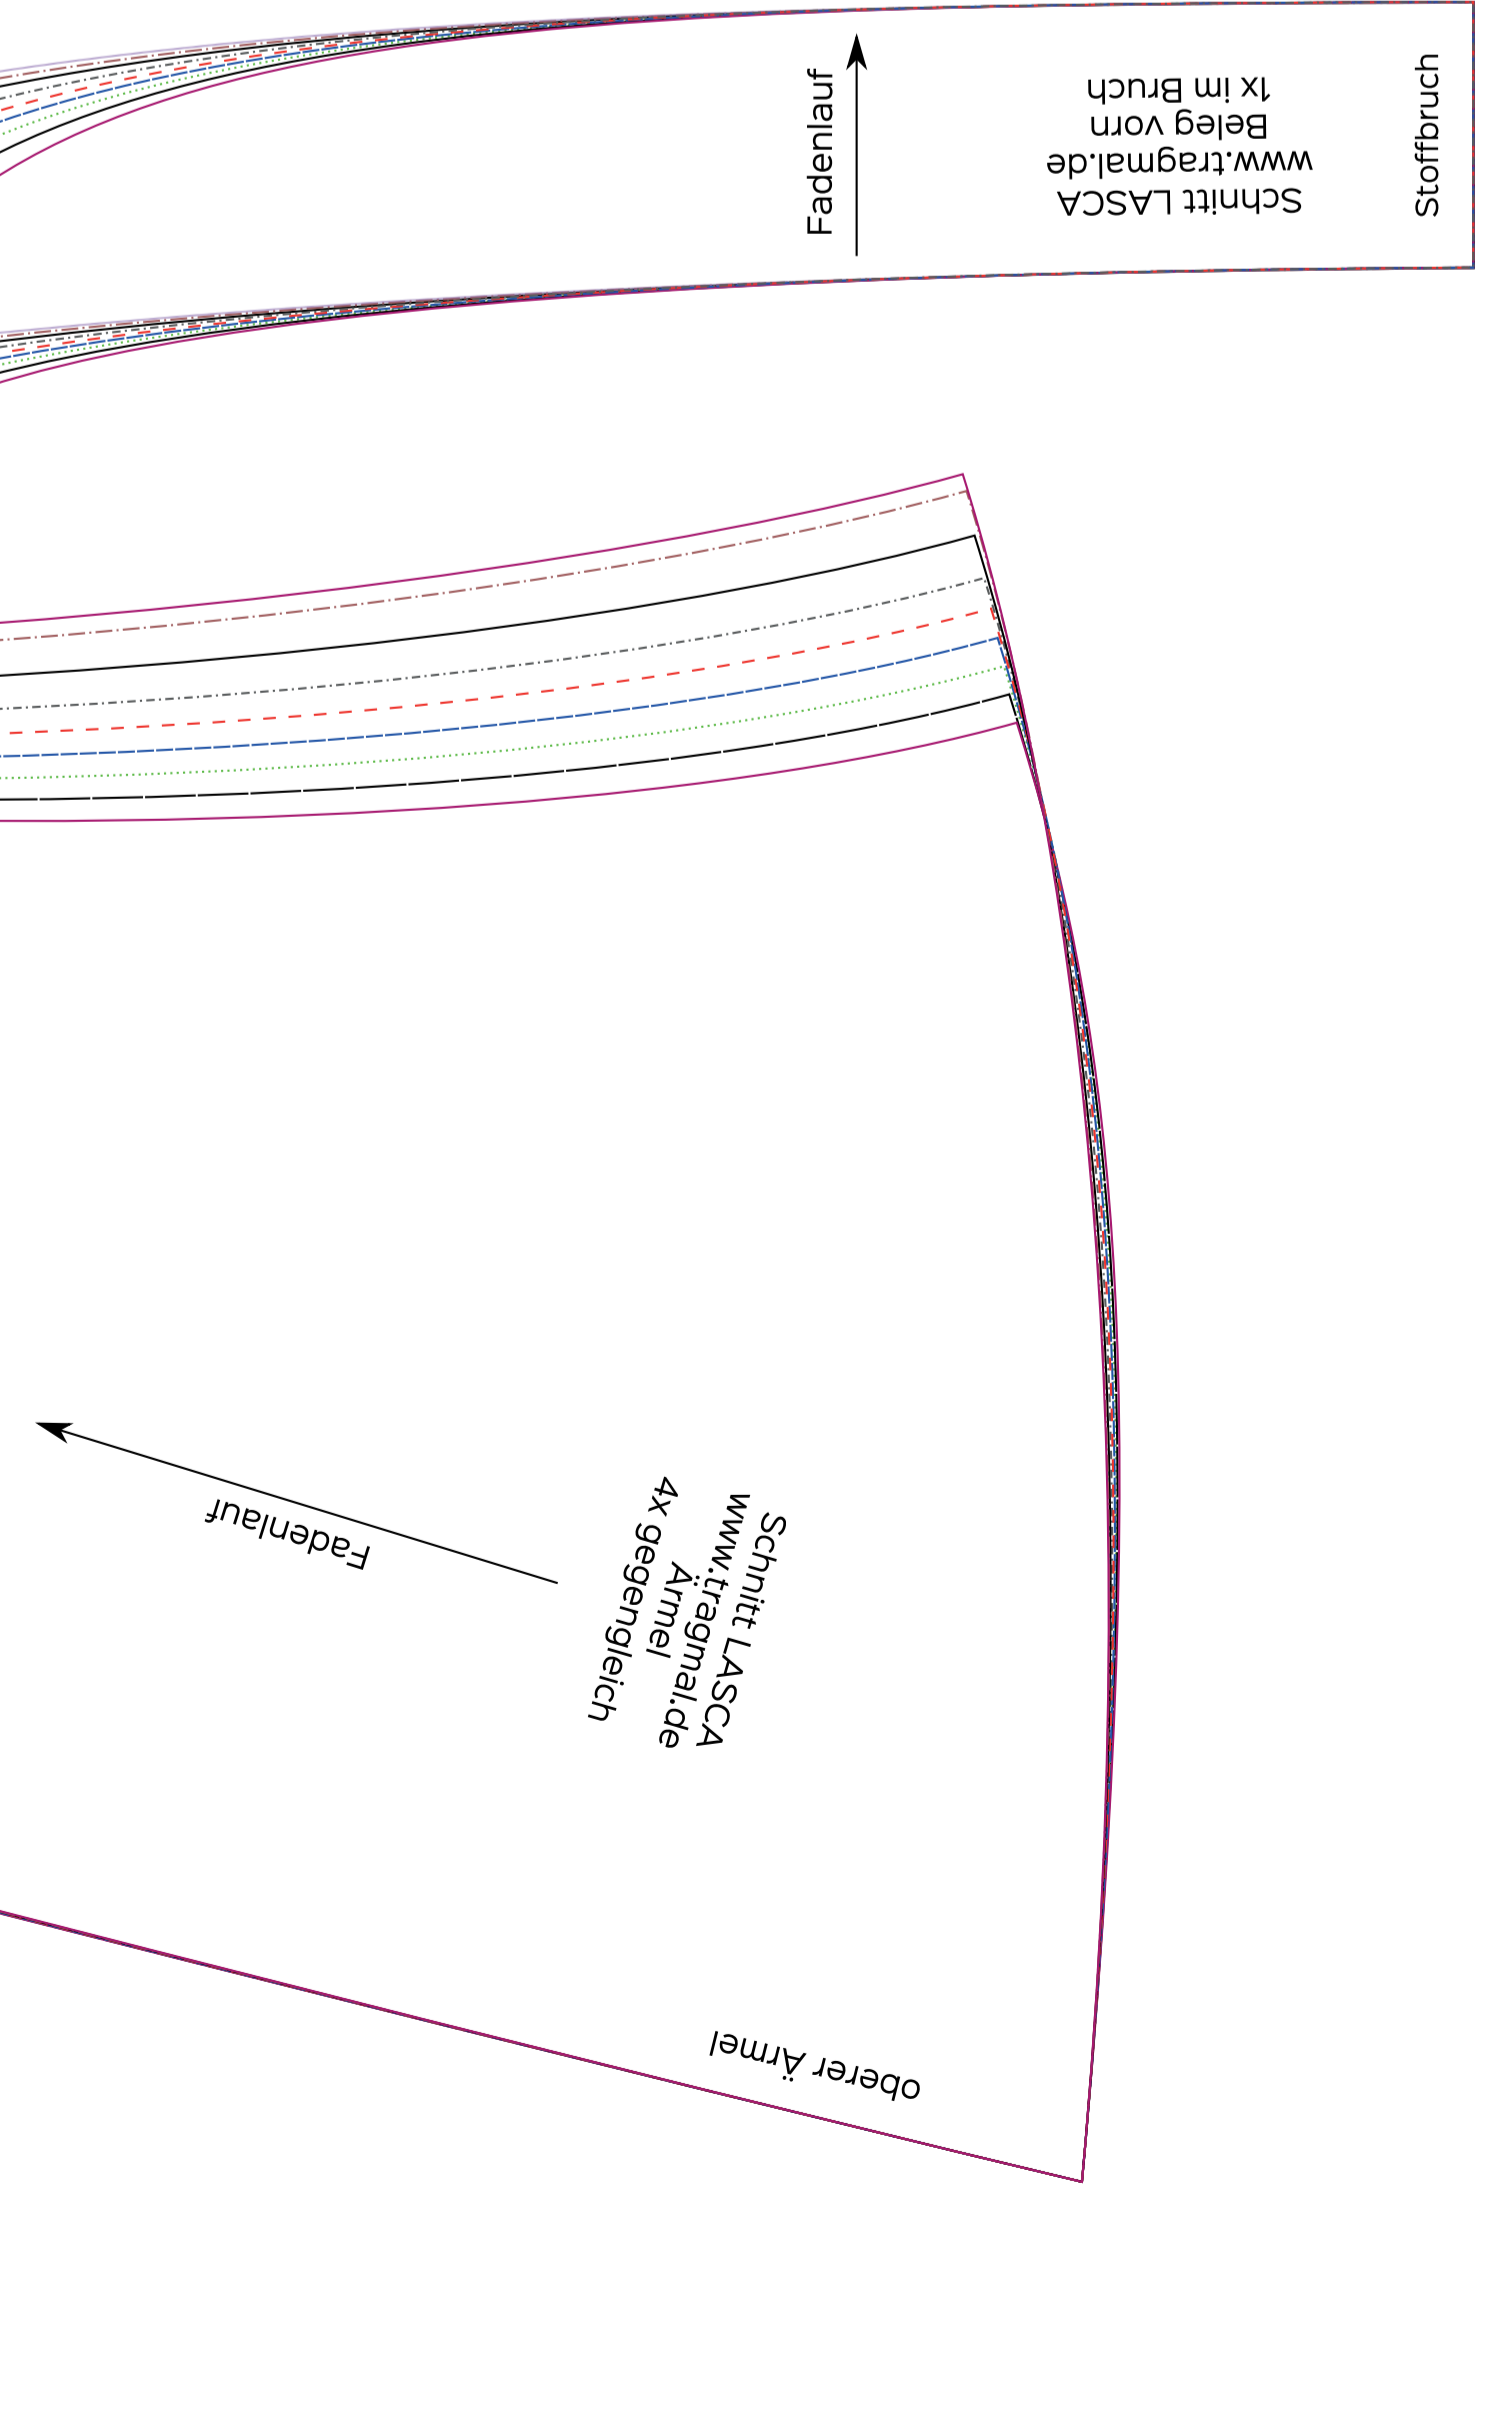 Fadenlauf
Schnitt LASCA
www.tragmal.de
Beleg vorn
1x im Bruch
Stoffbruch
Fadenlauf
Schnitt LASCA
www.tragmal.de
Ärmel
4x gegengleich
oberer Ärmel